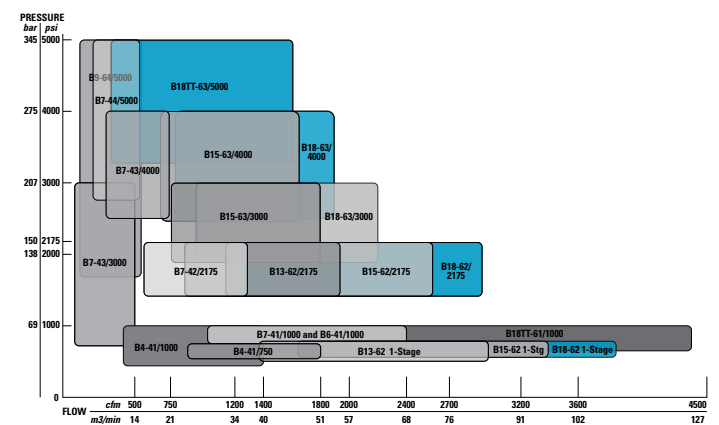 PRESSURE
bar psi
345 5000
B9-64/5000
B7-44/5000
B18TT-63/5000
275 4000
B7-43/4000
B15-63/4000
B18-63/
4000
207 3000
B15-63/3000
B18-63/3000
150 2175
138 2000
B7-43/3000
B7-42/2175
B13-62/2175
B15-62/2175
B18-62/
2175
69 1000
B7-41/1000 and B6-41/1000
B18TT-61/1000
B4-41/1000
B4-41/750
B13-62 1-Stage
B15-62 1-Stg
B18-62 1-Stage
0
FLOW
cfm 500 750 1200 1400 1800 2000 2400 2700 3200 3600 4500
m3/min 14 21 34 40 51 57 68 76 91 102 127